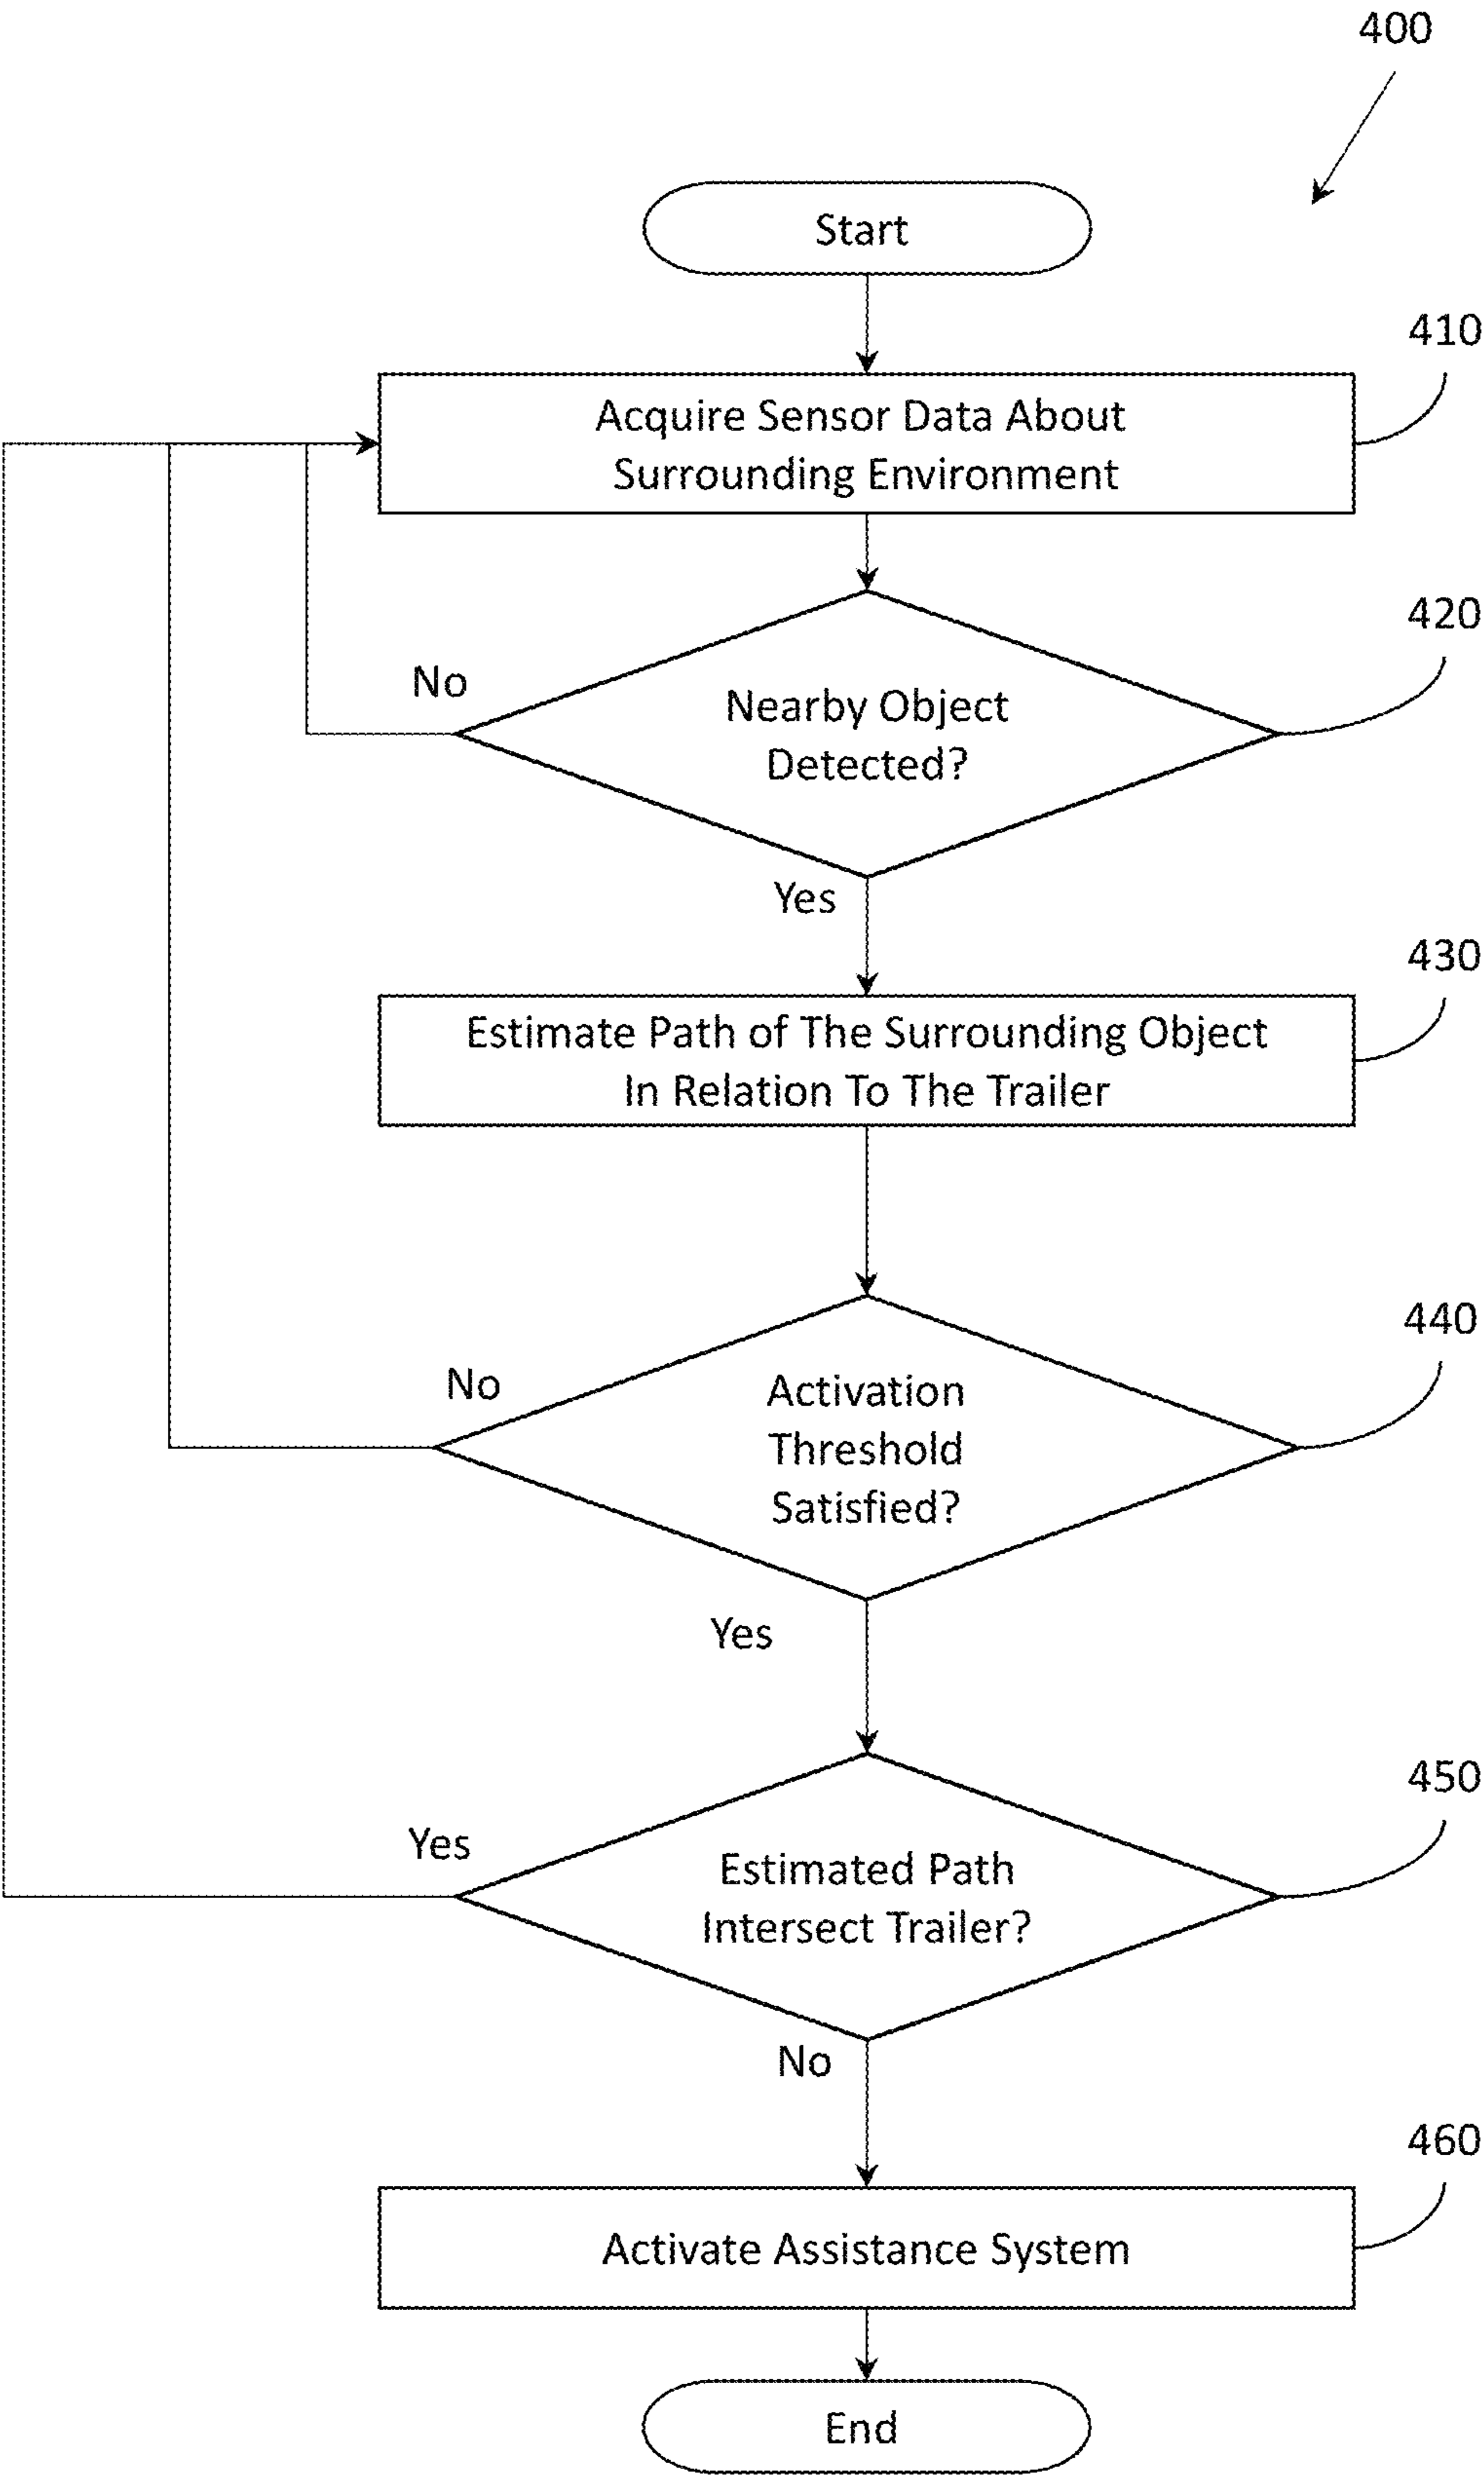 400
Start
410
Acquire Sensor Data About
Surrounding Environment
420
No
Nearby Object
Detected?
Yes
430
Estimate Path of The Surrounding Object
In Relation To The Trailer
440
No
Activation
Threshold
Satisfied?
Yes
450
Yes
Estimated Path
Intersect Trailer?
No
460
Activate Assistance System
End